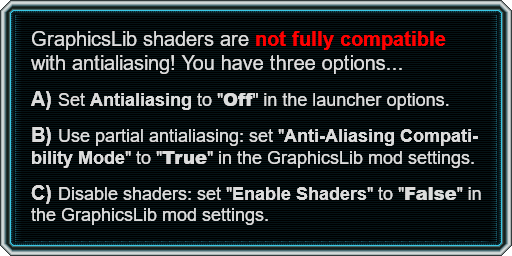 GraphicsLib shaders are not fully compatible
with antialiasing! You have three options...
A) Set Antialiasing to "Off" in the launcher options.
B) Use partial antialiasing: set "Anti-Aliasing Compati-
bility Mode" to "True" in the GraphicsLib mod settings.
C) Disable shaders: set "Enable Shaders" to "False" in
the GraphicsLib mod settings.